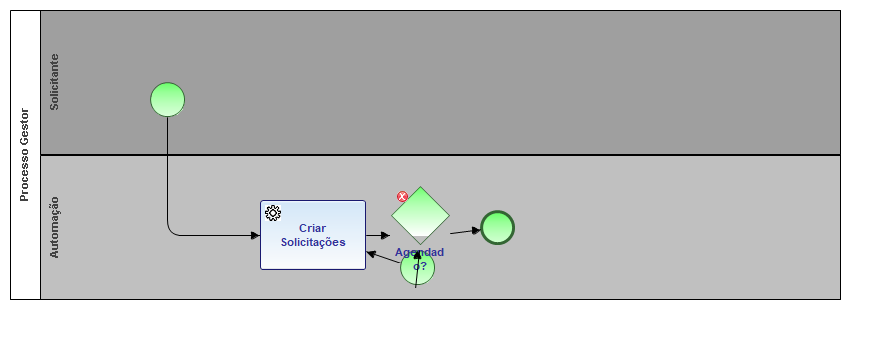 Processo Gestor
Solicitante
Automação
Criar
Solicitações
Agendad
o?